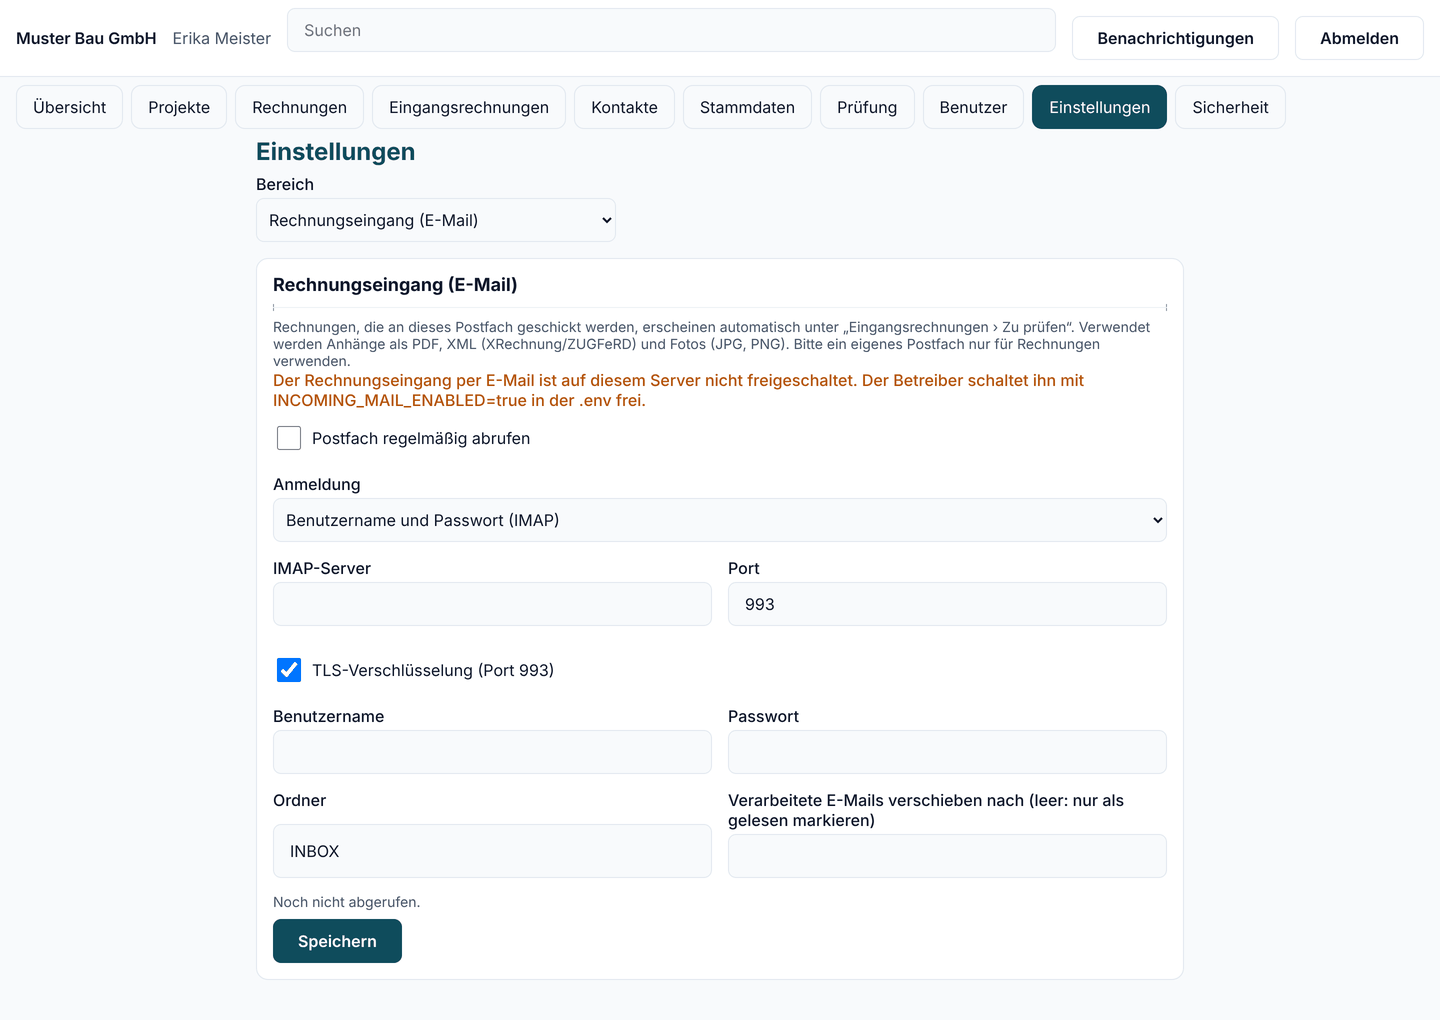 Muster Bau GmbH Erika Meister Suchen Benachrichtigungen Abmelden
Übersicht Projekte Rechnungen Eingangsrechnungen Kontakte Stammdaten Prüfung Benutzer Einstellungen Sicherheit
Einstellungen
Bereich
Rechnungseingang (E-Mail)
Rechnungseingang (E-Mail)
Rechnungen, die an dieses Postfach geschickt werden, erscheinen automatisch unter „Eingangsrechnungen › Zu prüfen“. Verwendet
werden Anhänge als PDF, XML (XRechnung/ZUGFeRD) und Fotos (JPG, PNG). Bitte ein eigenes Postfach nur für Rechnungen
verwenden.
Der Rechnungseingang per E-Mail ist auf diesem Server nicht freigeschaltet. Der Betreiber schaltet ihn mit
INCOMING_MAIL_ENABLED=true in der .env frei.
Postfach regelmäßig abrufen
Anmeldung
Benutzername und Passwort (IMAP)
IMAP-Server Port
993
TLS-Verschlüsselung (Port 993)
Benutzername Passwort
Ordner
Verarbeitete E-Mails verschieben nach (leer: nur als
gelesen markieren)
INBOX
Noch nicht abgerufen.
Speichern